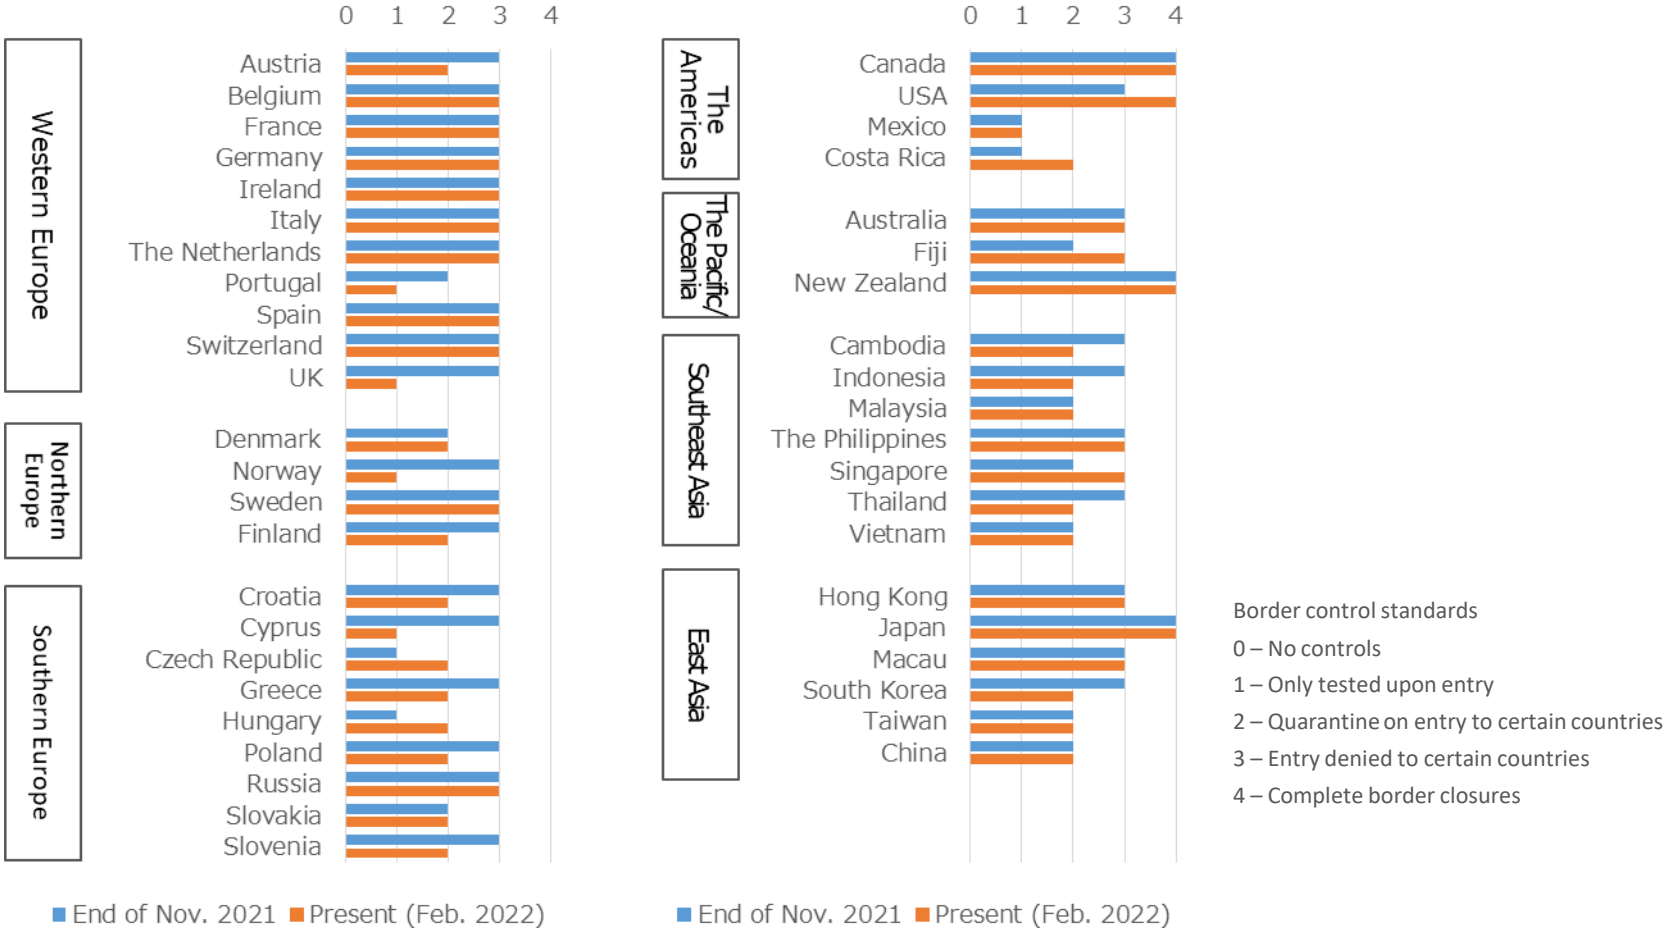 0 1 2 3 4
Western Europe
Austria
Belgium
France
Germany
Ireland
Italy
The Netherlands
Portugal
Spain
Switzerland
UK
Northern
Europe
Denmark
Norway
Sweden
Finland
Southern Europe
Croatia
Cyprus
Czech Republic
Greece
Hungary
Poland
Russia
Slovakia
Slovenia
End of Nov. 2021 Present (Feb. 2022)
0 1 2 3 4
The
Americas
Canada
USA
Mexico
Costa Rica
The Pacific/
Oceania
Australia
Fiji
New Zealand
Southeast Asia
Cambodia
Indonesia
Malaysia
The Philippines
Singapore
Thailand
Vietnam
East Asia
Hong Kong
Japan
Macau
South Korea
Taiwan
China
End of Nov. 2021 Present (Feb. 2022)
Border control standards
0 – No controls
1 – Only tested upon entry
2 – Quarantine on entry to certain countries
3 – Entry denied to certain countries
4 – Complete border closures